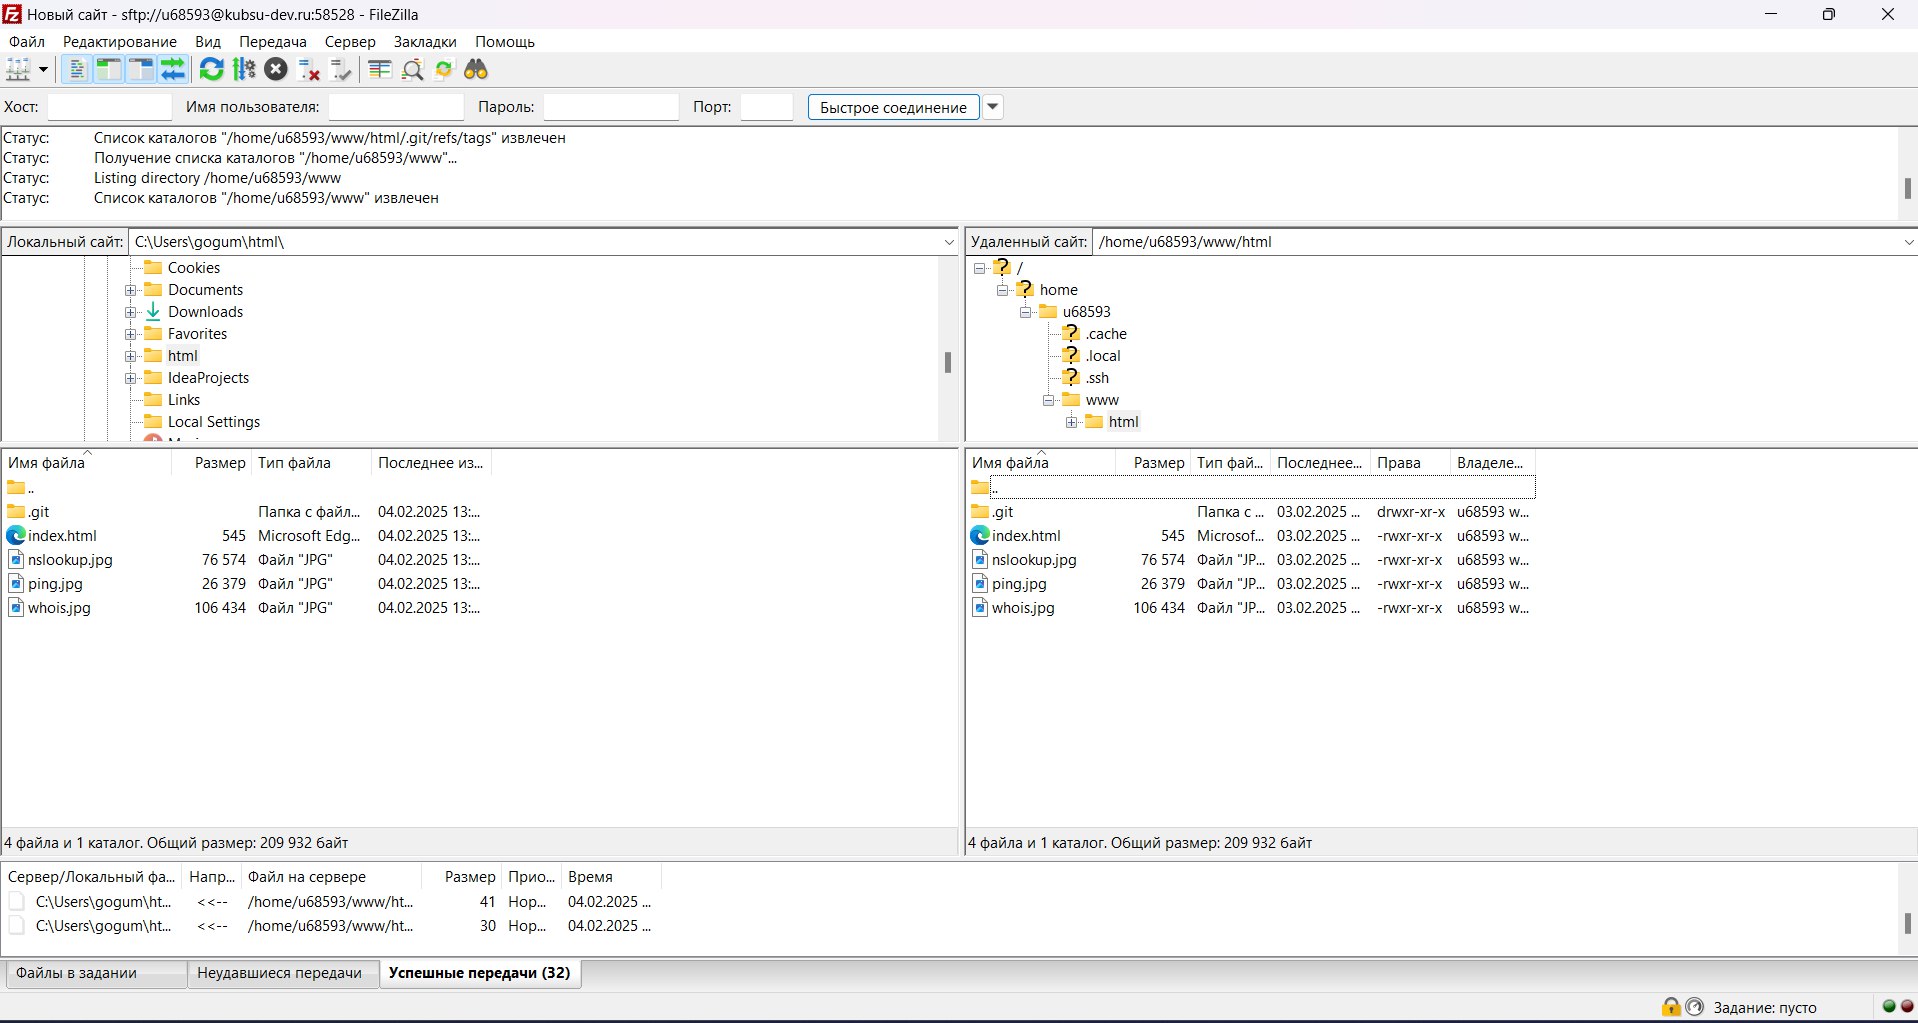 Новый сайт - sftp://u68593@kubsu-dev.ru:58528 - FileZilla
Файл Редактирование Вид Передача Сервер Закладки Помощь
Хост: Имя пользователя: Пароль: Порт: Быстрое соединение
Статус: Список каталогов "/home/u68593/www/html/.git/refs/tags" извлечен
Статус: Получение списка каталогов "/home/u68593/www"...
Статус: Listing directory /home/u68593/www
Статус: Список каталогов "/home/u68593/www" извлечен
Локальный сайт: C:\Users\gogum\html\
Cookies
Documents
Downloads
Favorites
html
IdeaProjects
Links
Local Settings
Удаленный сайт: /home/u68593/www/html
/
home
u68593
.cache
.local
.ssh
www
html
Имя файла Размер Тип файла Последнее из...
..
.git Папка с файл... 04.02.2025 13:...
index.html 545 Microsoft Edg... 04.02.2025 13:...
nslookup.jpg 76 574 Файл "JPG" 04.02.2025 13:...
ping.jpg 26 379 Файл "JPG" 04.02.2025 13:...
whois.jpg 106 434 Файл "JPG" 04.02.2025 13:...
4 файла и 1 каталог. Общий размер: 209 932 байт
Имя файла Размер Тип фай... Последнее... Права Владеле...
..
.git Папка с ... 03.02.2025 ... drwxr-xr-x u68593 w...
index.html 545 Microsof... 03.02.2025 ... -rwxr-xr-x u68593 w...
nslookup.jpg 76 574 Файл "JP... 03.02.2025 ... -rwxr-xr-x u68593 w...
ping.jpg 26 379 Файл "JP... 03.02.2025 ... -rwxr-xr-x u68593 w...
whois.jpg 106 434 Файл "JP... 03.02.2025 ... -rwxr-xr-x u68593 w...
4 файла и 1 каталог. Общий размер: 209 932 байт
Сервер/Локальный фа... Напр... Файл на сервере Размер Прио... Время
C:\Users\gogum\ht... <<-- /home/u68593/www/ht... 41 Нор... 04.02.2025 ...
C:\Users\gogum\ht... <<-- /home/u68593/www/ht... 30 Нор... 04.02.2025 ...
Файлы в задании Неудавшиеся передачи Успешные передачи (32)
Задание: пусто